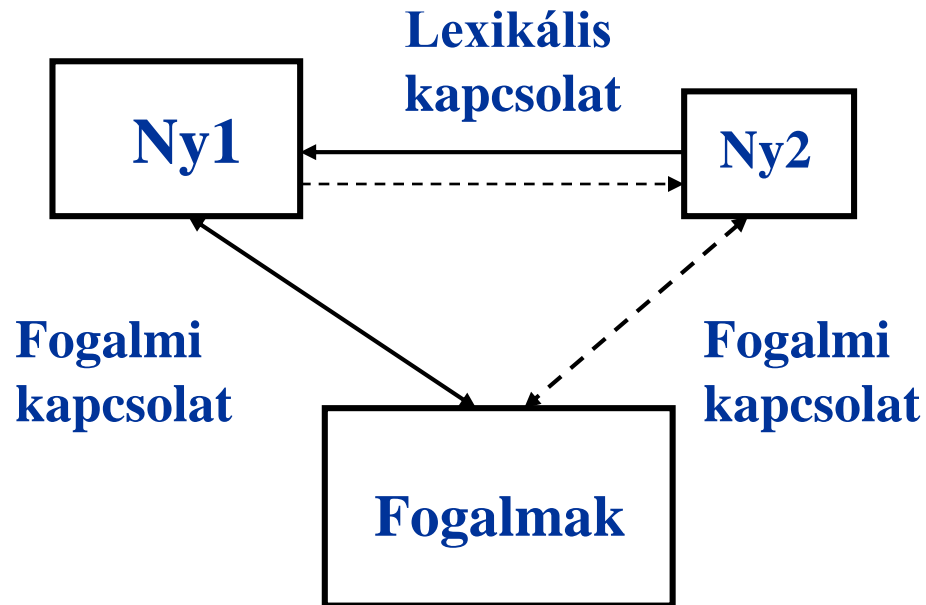 Lexikális
kapcsolat
Ny1
Ny2
Fogalmi
kapcsolat
Fogalmi
kapcsolat
Fogalmak